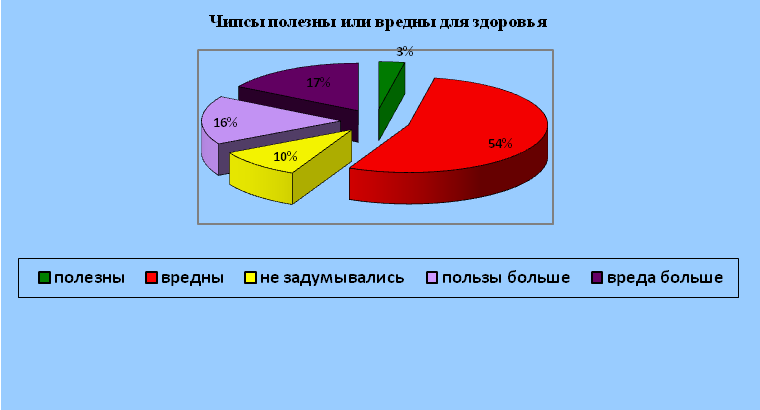 Чипсы полезны или вредны для здоровья
3%
17%
16%
54%
10%
полезны вредны не задумывались пользы больше вреда больше